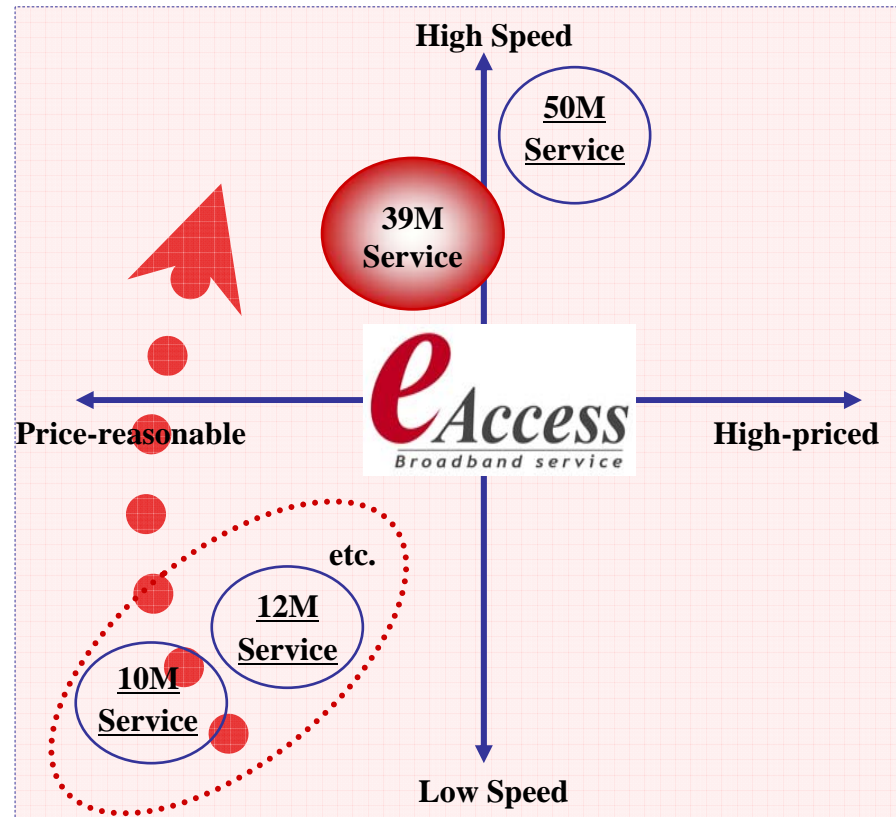 High Speed
50M
Service
39M
Service
eAccess
Broadband service
Price-reasonable
High-priced
etc.
12M
Service
10M
Service
Low Speed